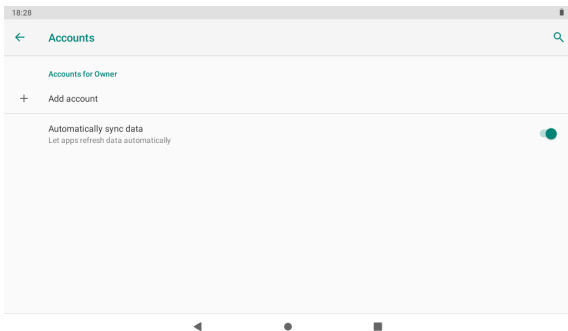 18:28
Accounts
Accounts for Owner
Add account
Automatically sync data
Let apps refresh data automatically